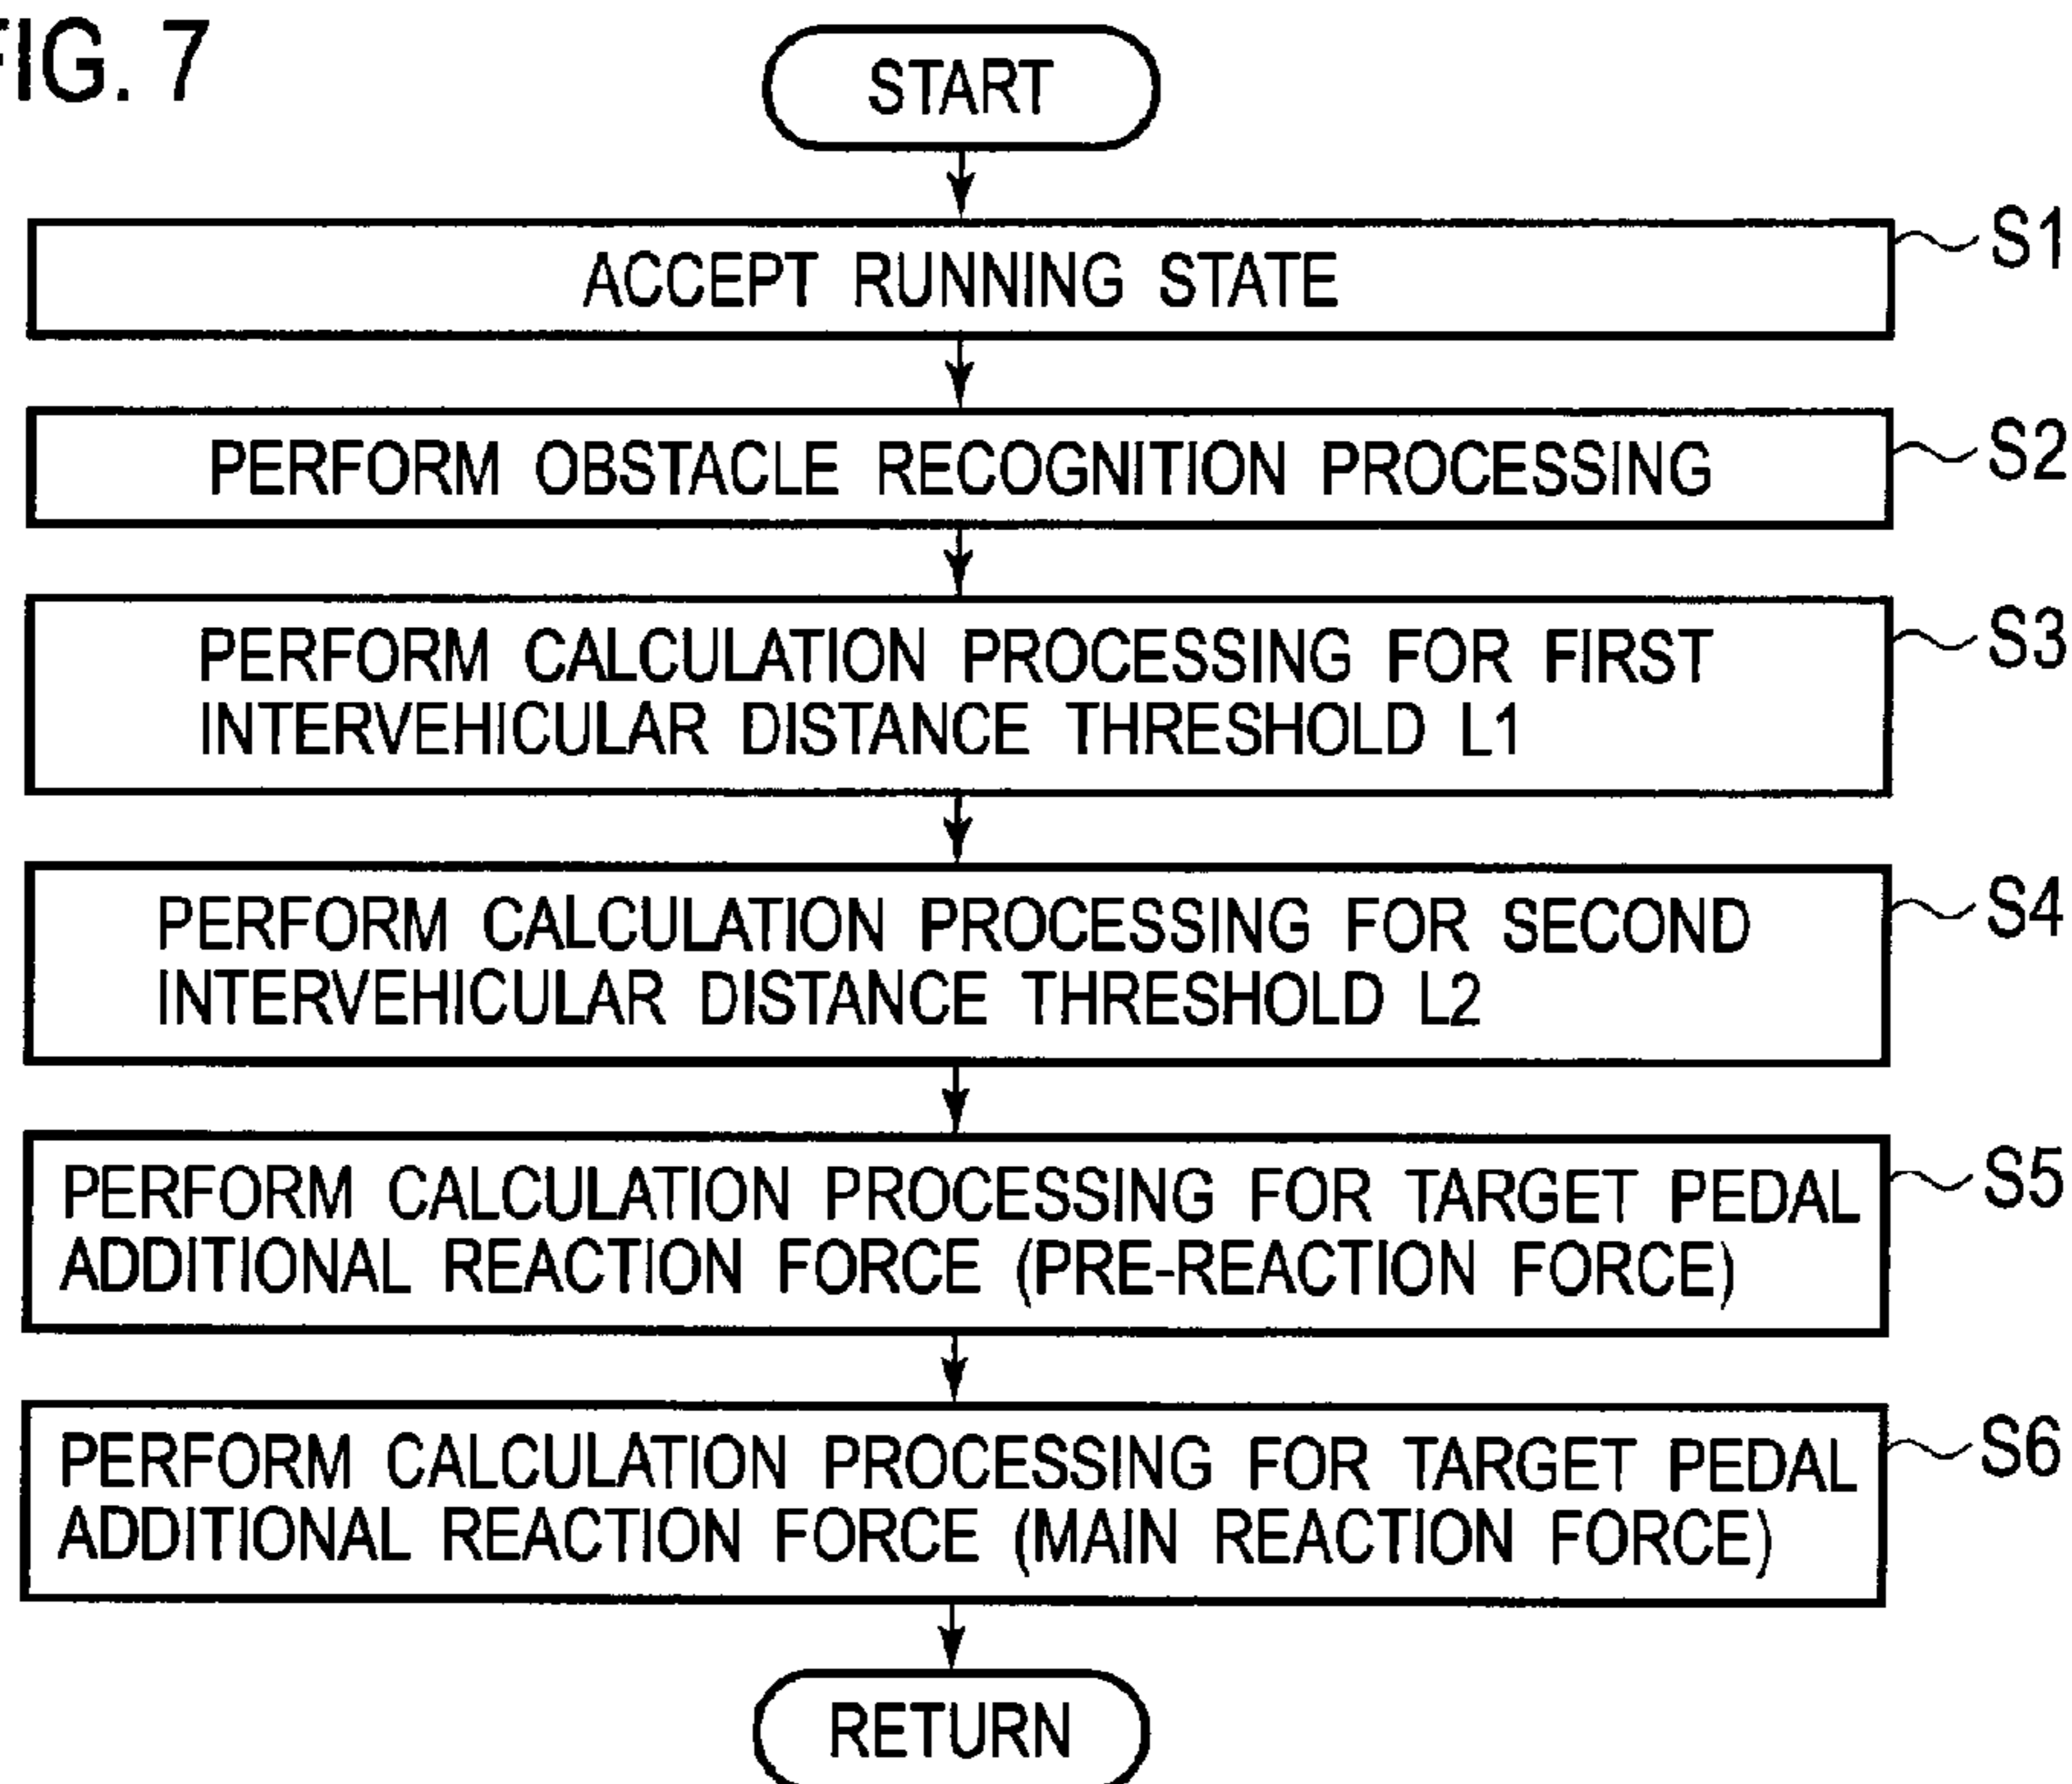 FIG. 7
START
ACCEPT RUNNING STATE
S1
PERFORM OBSTACLE RECOGNITION PROCESSING
S2
PERFORM CALCULATION PROCESSING FOR FIRST
INTERVEHICULAR DISTANCE THRESHOLD L1
S3
PERFORM CALCULATION PROCESSING FOR SECOND
INTERVEHICULAR DISTANCE THRESHOLD L2
S4
PERFORM CALCULATION PROCESSING FOR TARGET PEDAL
ADDITIONAL REACTION FORCE (PRE-REACTION FORCE)
S5
PERFORM CALCULATION PROCESSING FOR TARGET PEDAL
ADDITIONAL REACTION FORCE (MAIN REACTION FORCE)
S6
RETURN